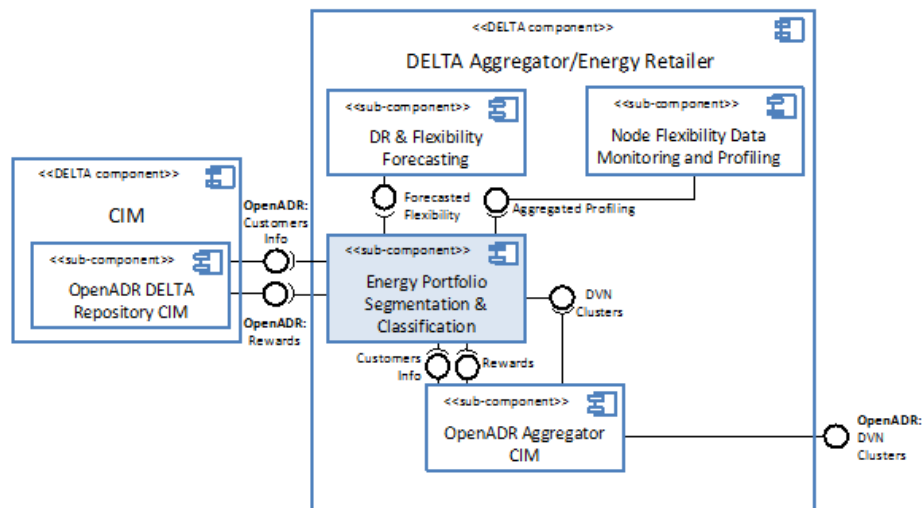 <<DELTA component>>
DELTA Aggregator/Energy Retailer
<<sub-component>>
DR & Flexibility
Forecasting
<<sub-component>>
Node Flexibility Data
Monitoring and Profiling
<<DELTA component>>
CIM
<<sub-component>>
OpenADR DELTA
Repository CIM
OpenADR:
Customers
Info
OpenADR:
Rewards
Forecasted
Flexibility
Aggregated Profiling
<<sub-component>>
Energy Portfolio
Segmentation &
Classification
DVN
Clusters
Customers
Info
Rewards
<<sub-component>>
OpenADR Aggregator
CIM
OpenADR:
DVN
Clusters